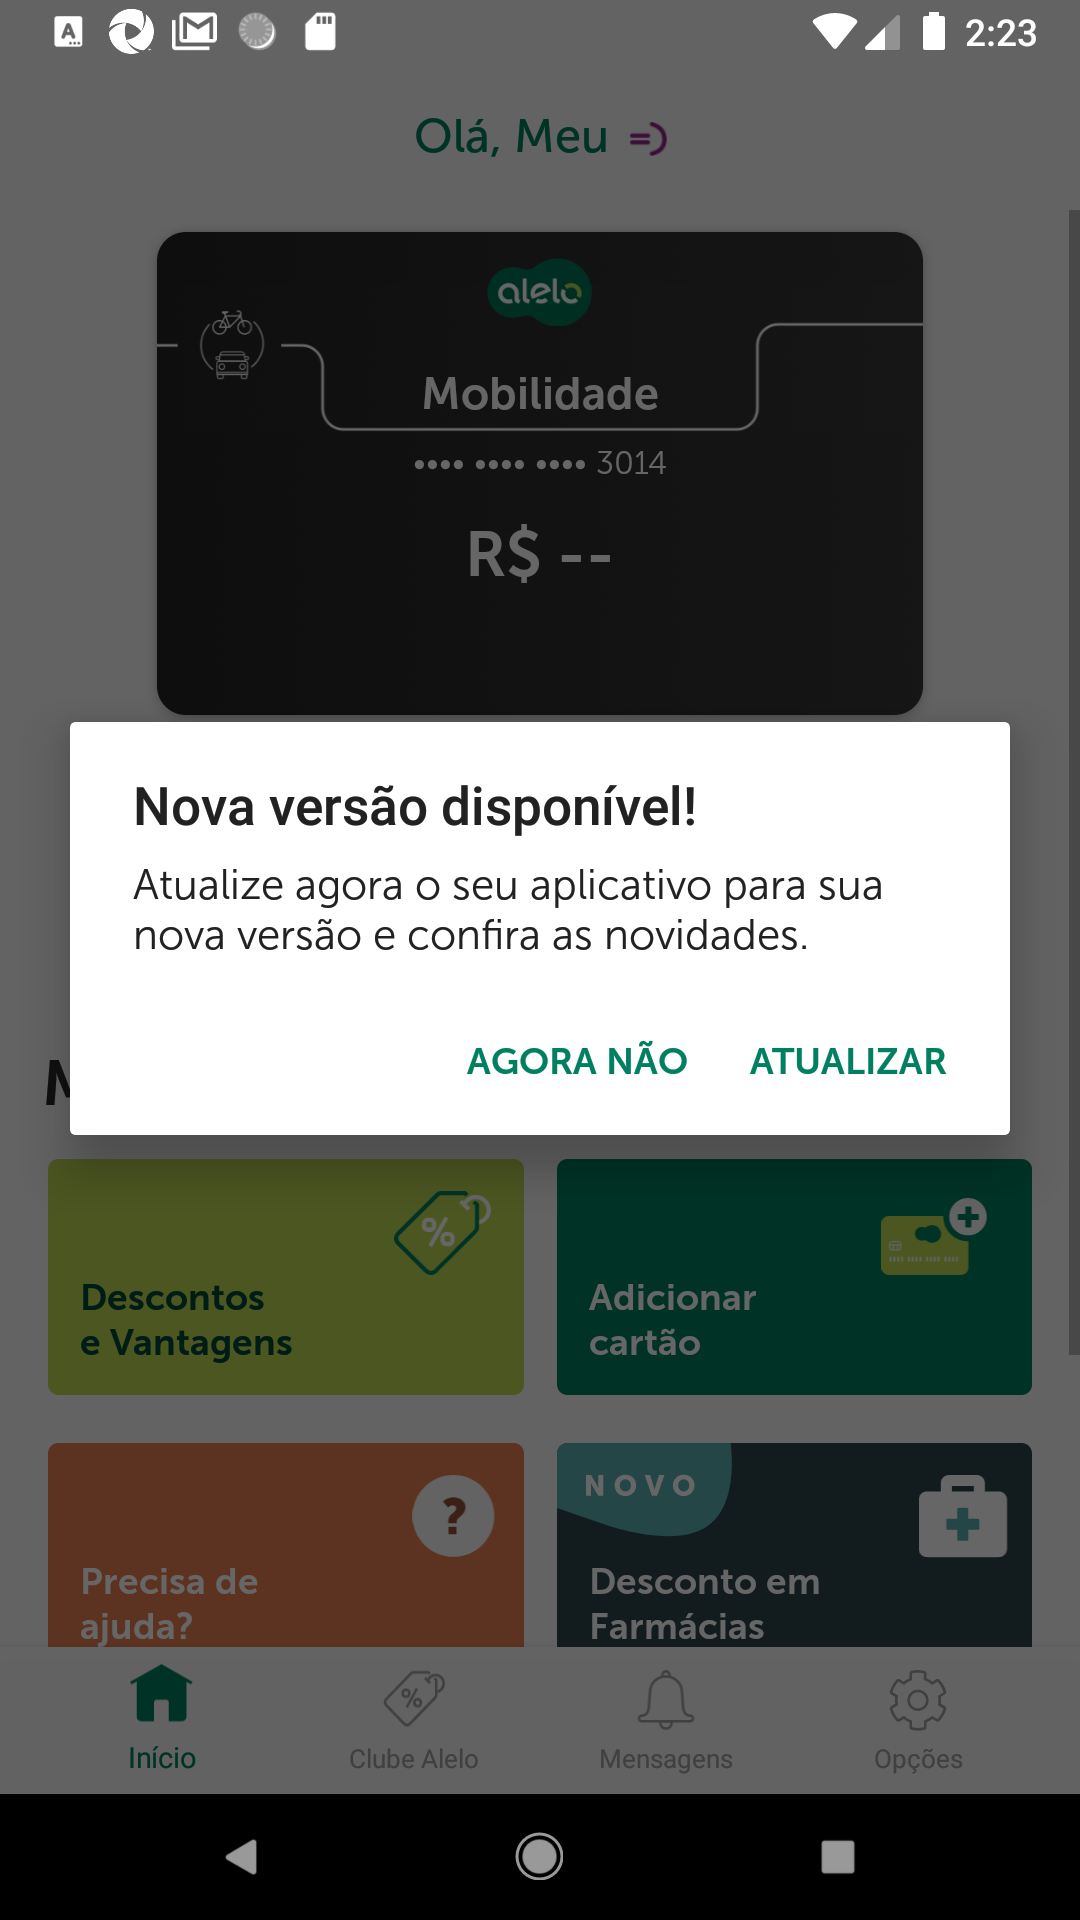 2:23
Olá, Meu =)
alelo
Mobilidade
•••• •••• •••• 3014
R$ --
Nova versão disponível!
Atualize agora o seu aplicativo para sua
nova versão e confira as novidades.
AGORA NÃO ATUALIZAR
Descontos
e Vantagens
Adicionar
cartão
Precisa de
ajuda?
NOVO
Desconto em
Farmácias
Início
Clube Alelo
Mensagens
Opções